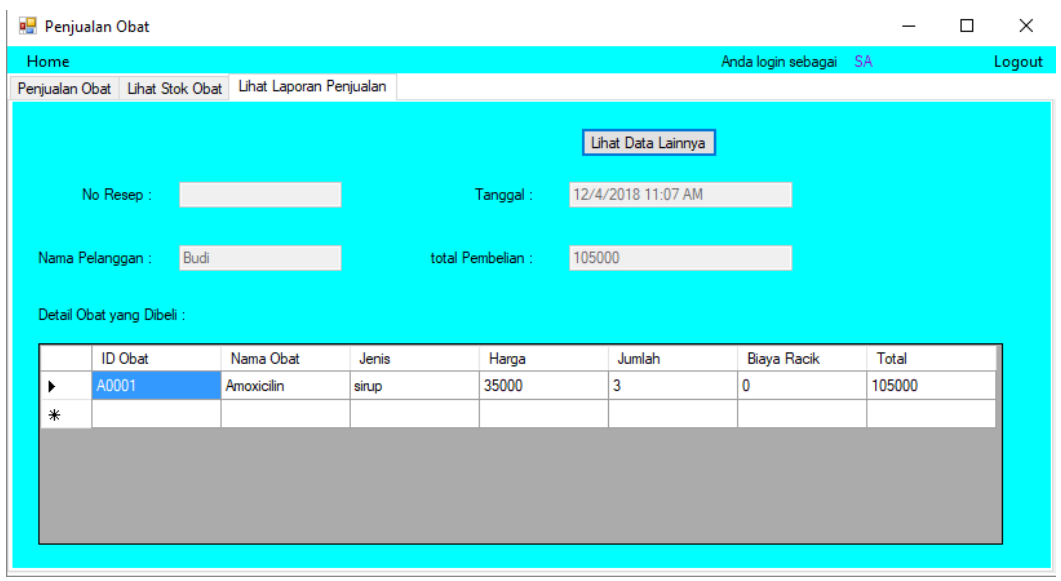 Penjualan Obat
Home Anda login sebagai SA Logout
Penjualan Obat Lihat Stok Obat Lihat Laporan Penjualan
Lihat Data Lainnya
No Resep : Tanggal : 12/4/2018 11:07 AM
Nama Pelanggan : Budi total Pembelian : 105000
Detail Obat yang Dibeli :
ID Obat Nama Obat Jenis Harga Jumlah Biaya Racik Total
A0001 Amoxicilin sirup 35000 3 0 105000